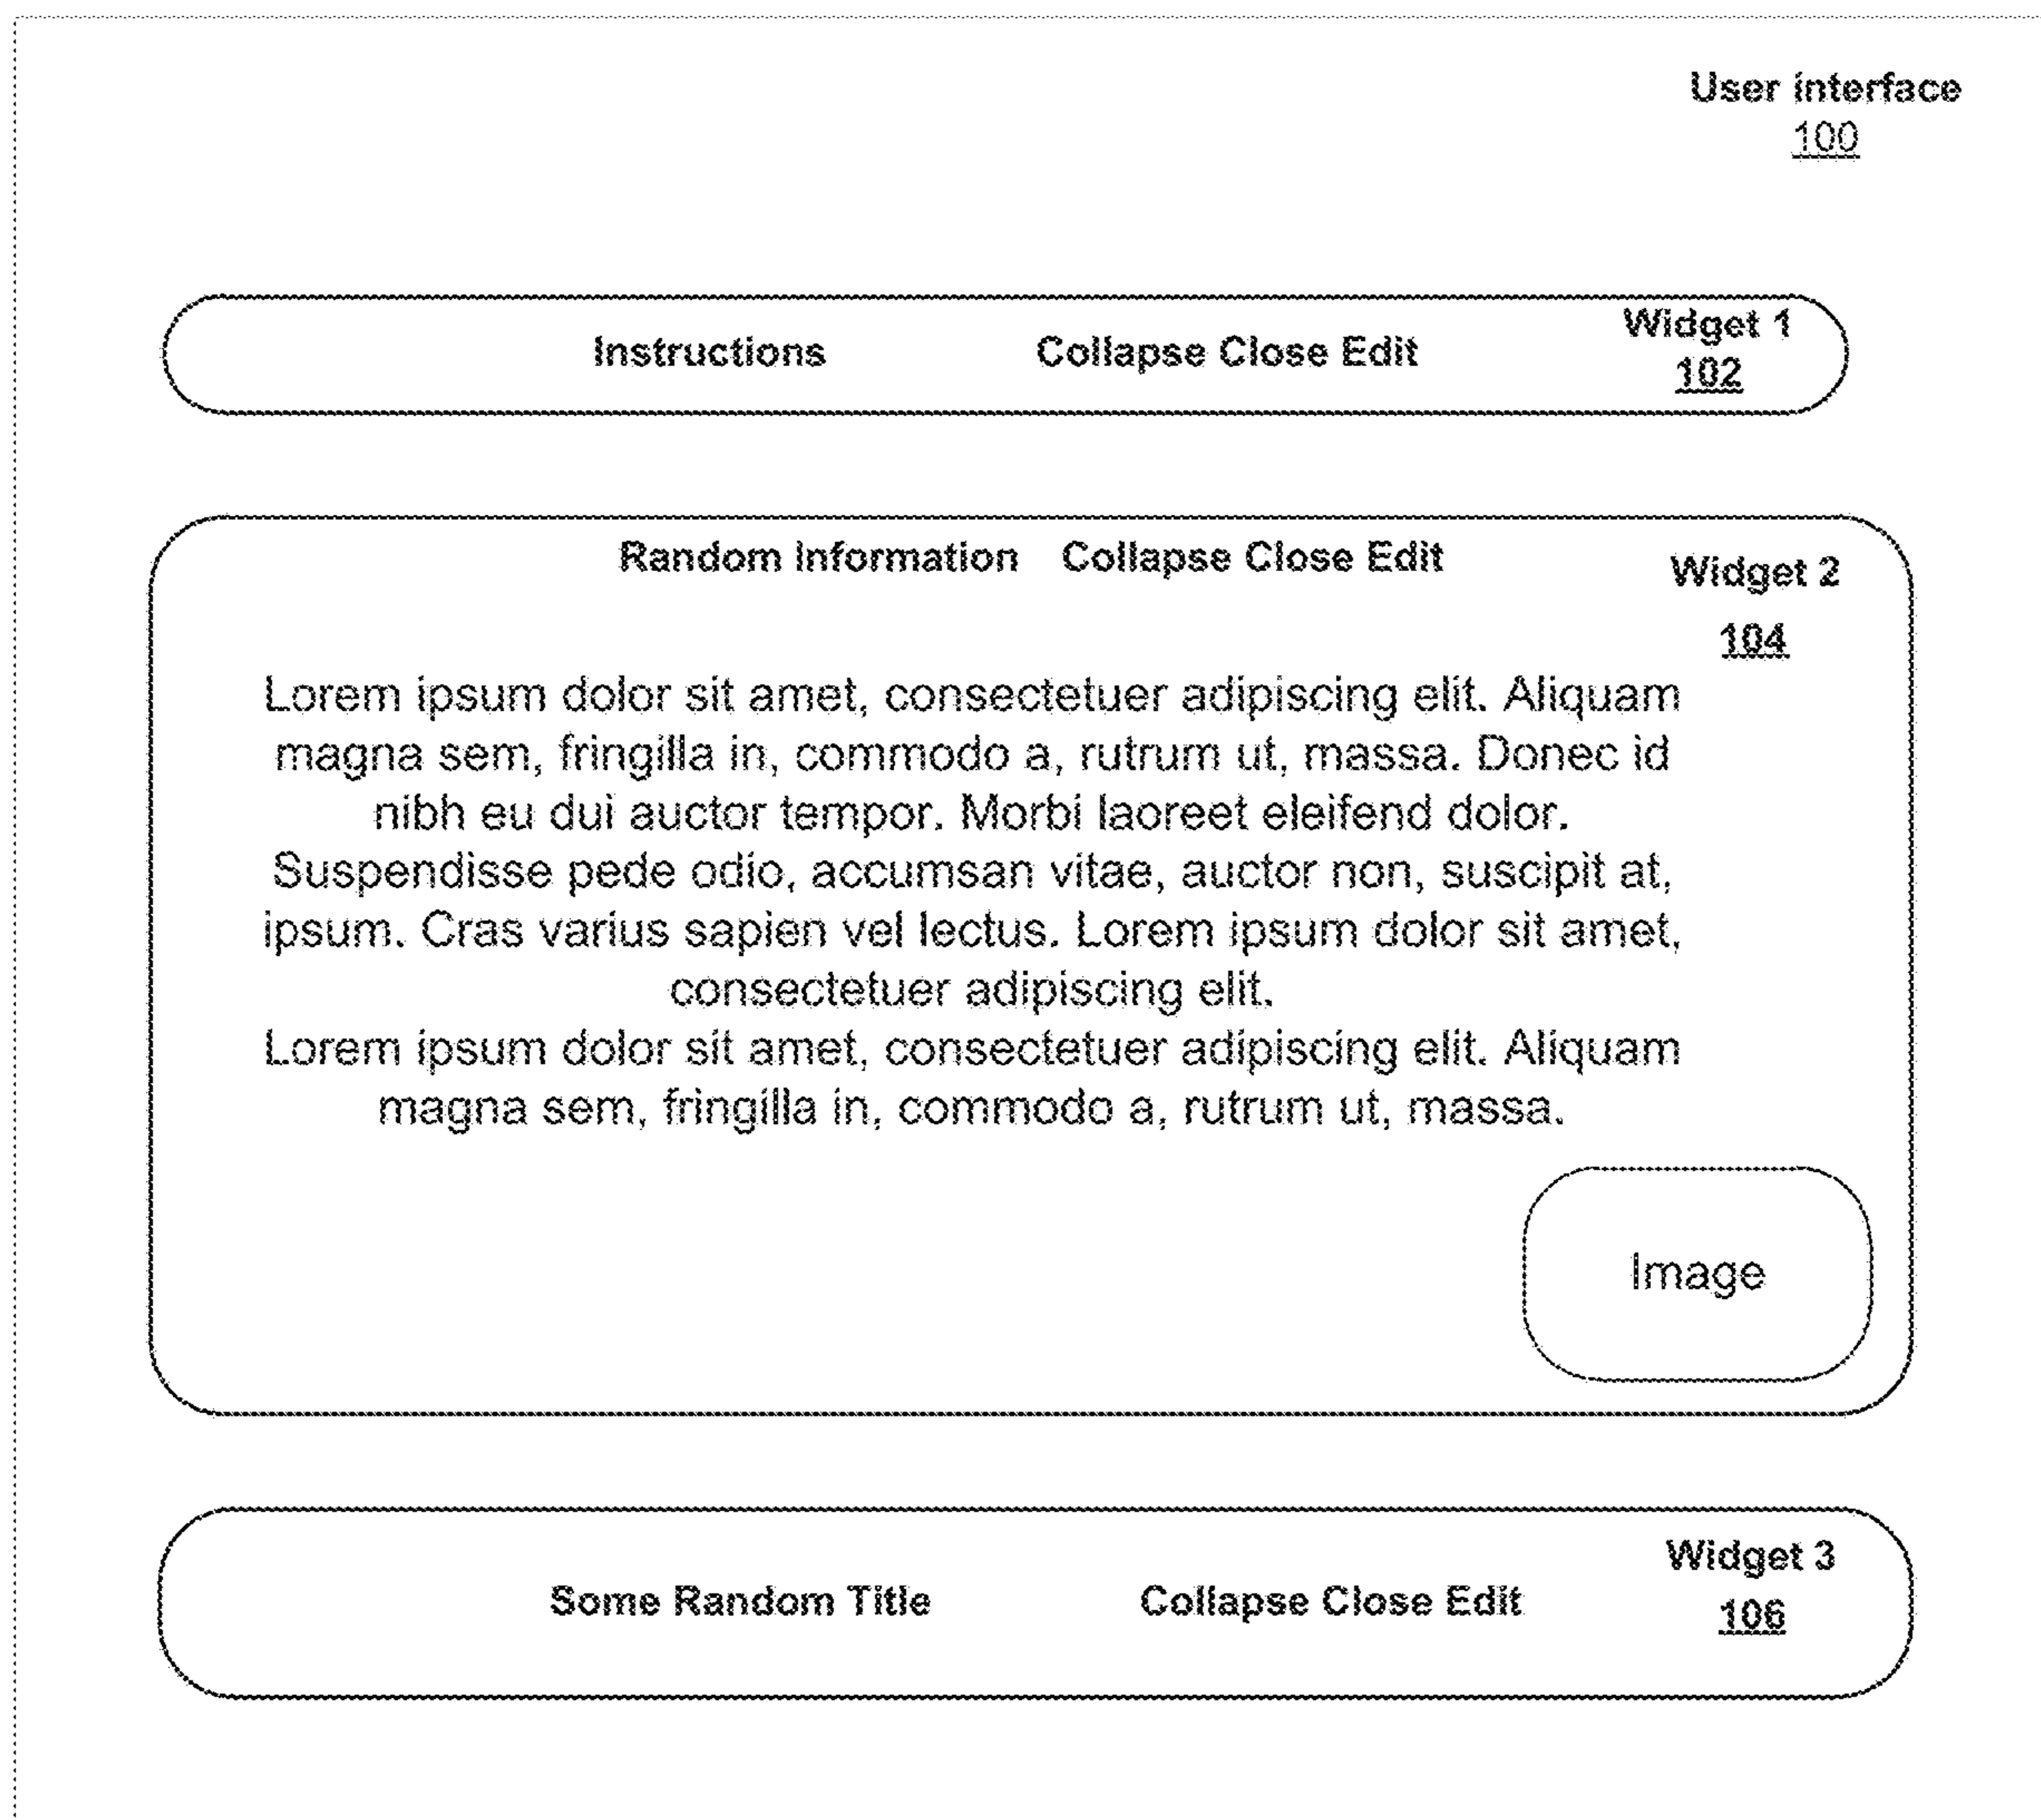 User interface
100
Instructions Collapse Close Edit Widget 1
102
Random Information Collapse Close Edit Widget 2
104
Lorem ipsum dolor sit amet, consectetuer adipiscing elit. Aliquam
magna sem, fringilla in, commodo a, rutrum ut, massa. Donec id
nibh eu dui auctor tempor. Morbi laoreet eleifend dolor.
Suspendisse pede odio, accumsan vitae, auctor non, suscipit at,
ipsum. Cras varius sapien vel lectus. Lorem ipsum dolor sit amet,
consectetuer adipiscing elit.
Lorem ipsum dolor sit amet, consectetuer adipiscing elit. Aliquam
magna sem, fringilla in, commodo a, rutrum ut, massa.
Image
Some Random Title Collapse Close Edit Widget 3
106